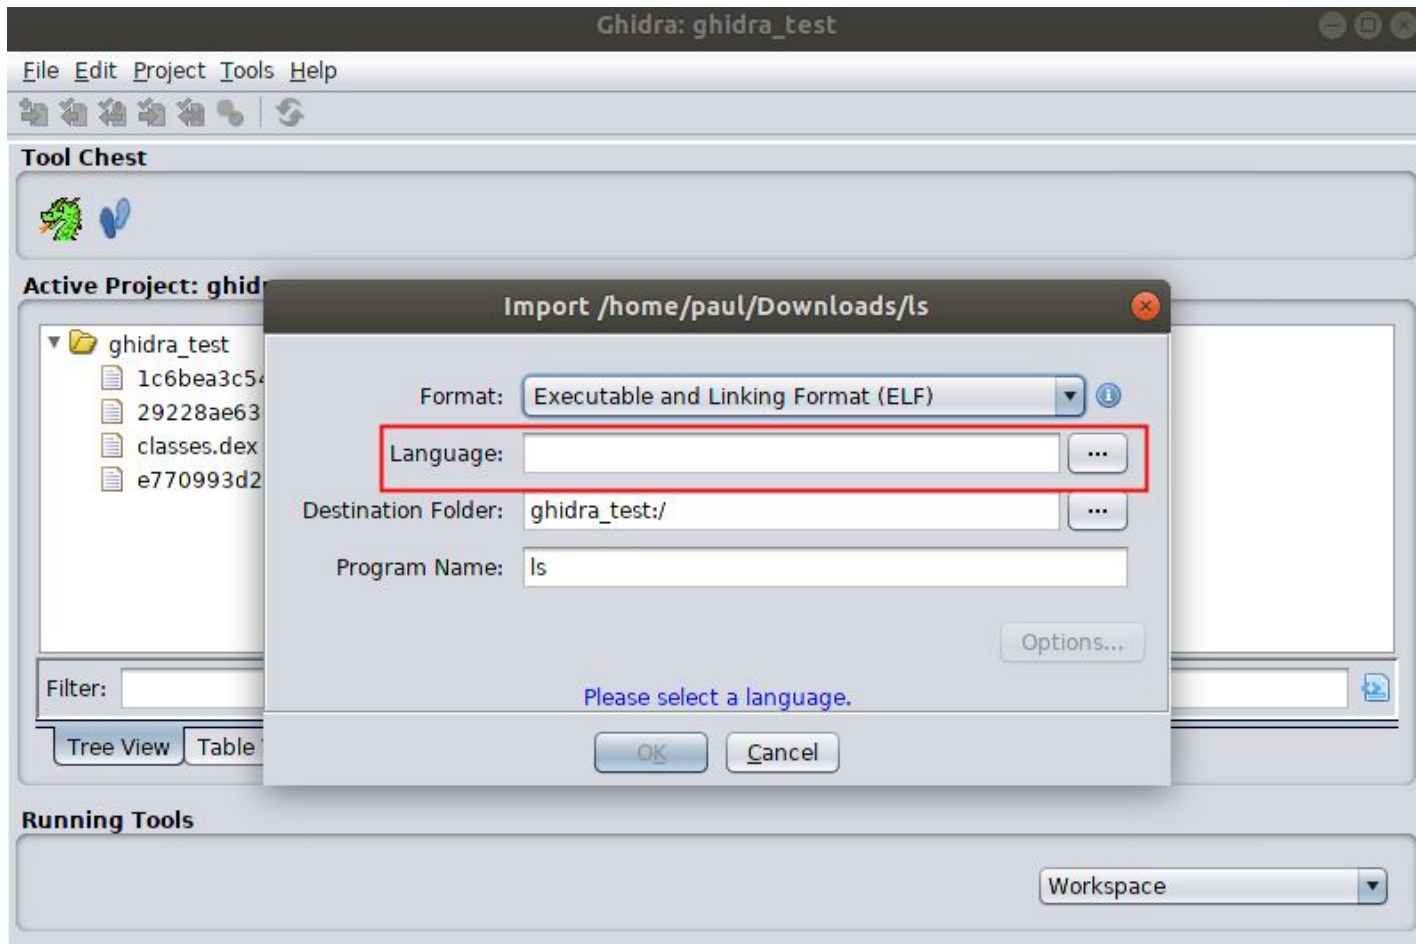 Ghidra: ghidra_test
File Edit Project Tools Help
Tool Chest
Active Project: ghid
Import /home/paul/Downloads/ls
ghidra_test
1c6bea3c54
29228ae63
classes.dex
e770993d2
Format: Executable and Linking Format (ELF)
Language: ...
Destination Folder: ghidra_test:/ ...
Program Name: ls
Options...
Filter:
Please select a language.
Tree View Table
OK Cancel
Running Tools
Workspace